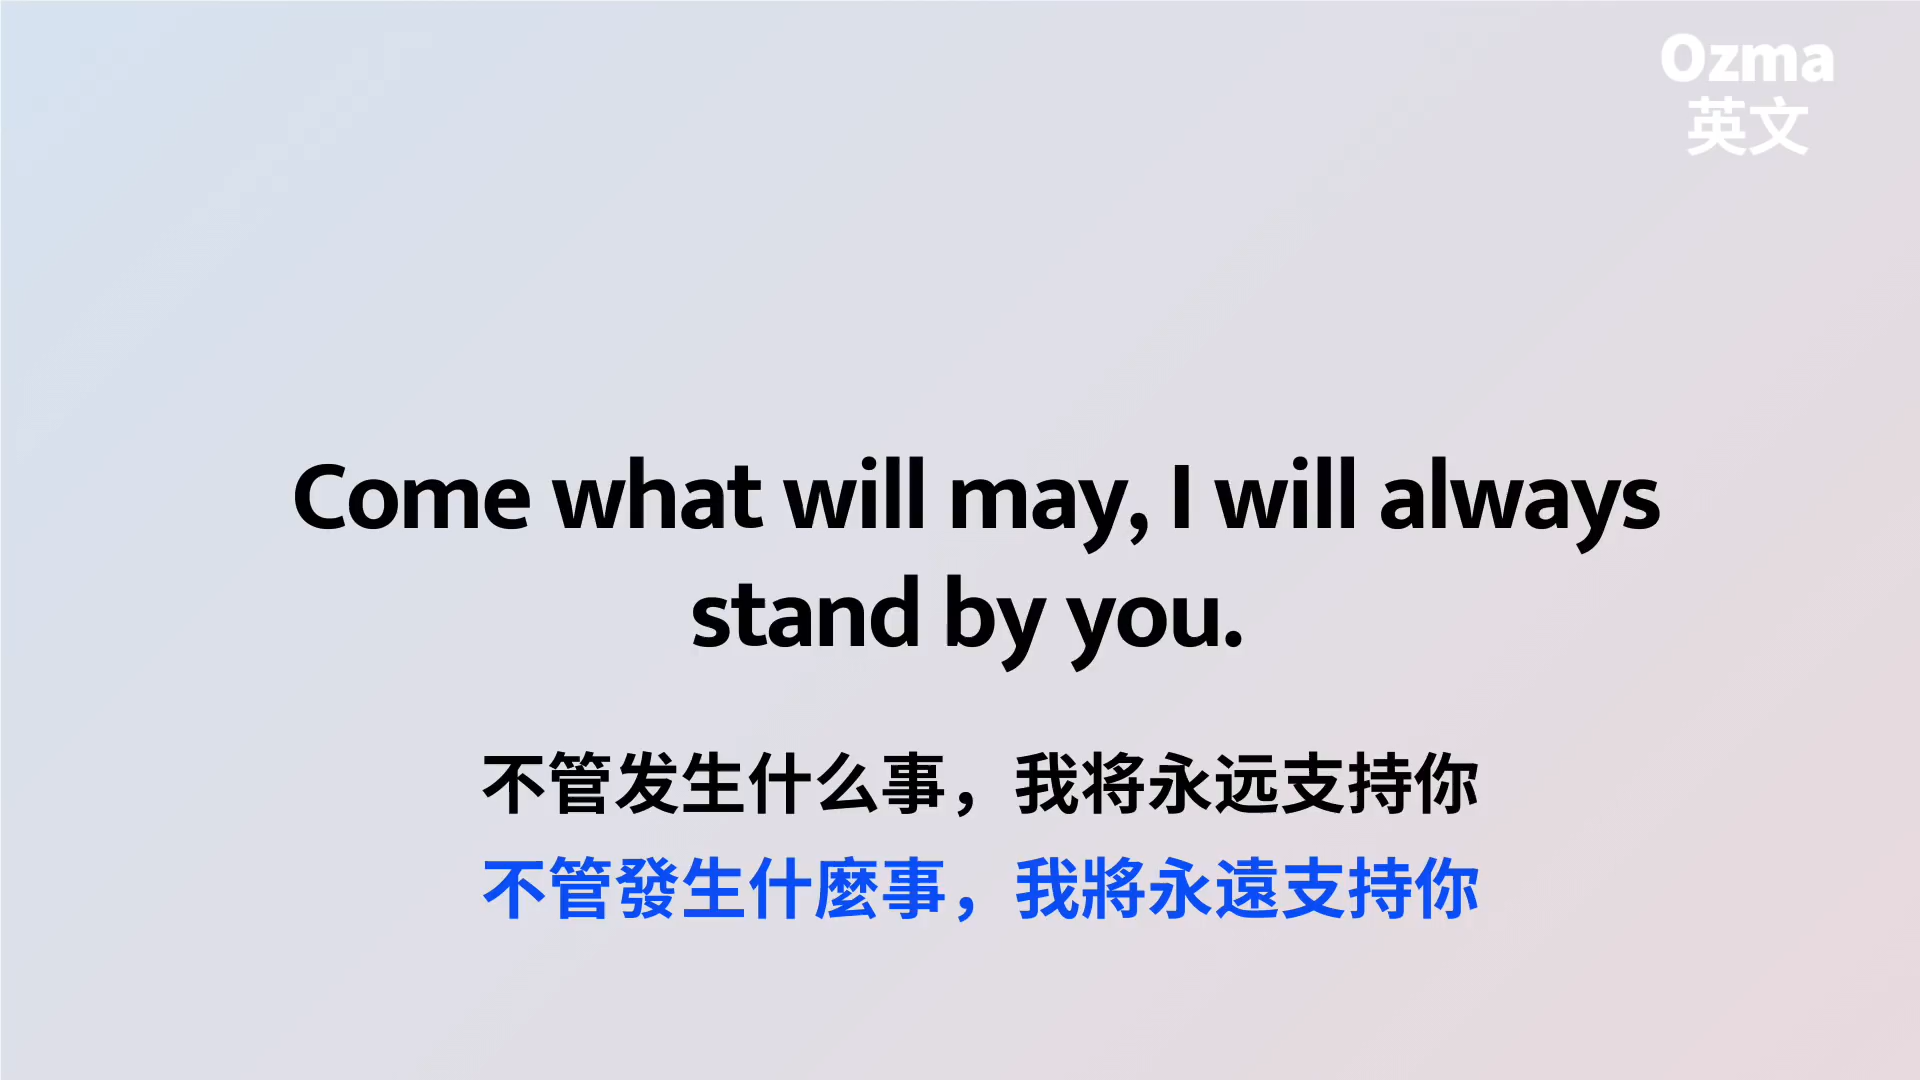 Ozma
英文
Come what will may, I will always
stand by you.
不管发生什么事，我将永远支持你
不管發生什麼事，我將永遠支持你